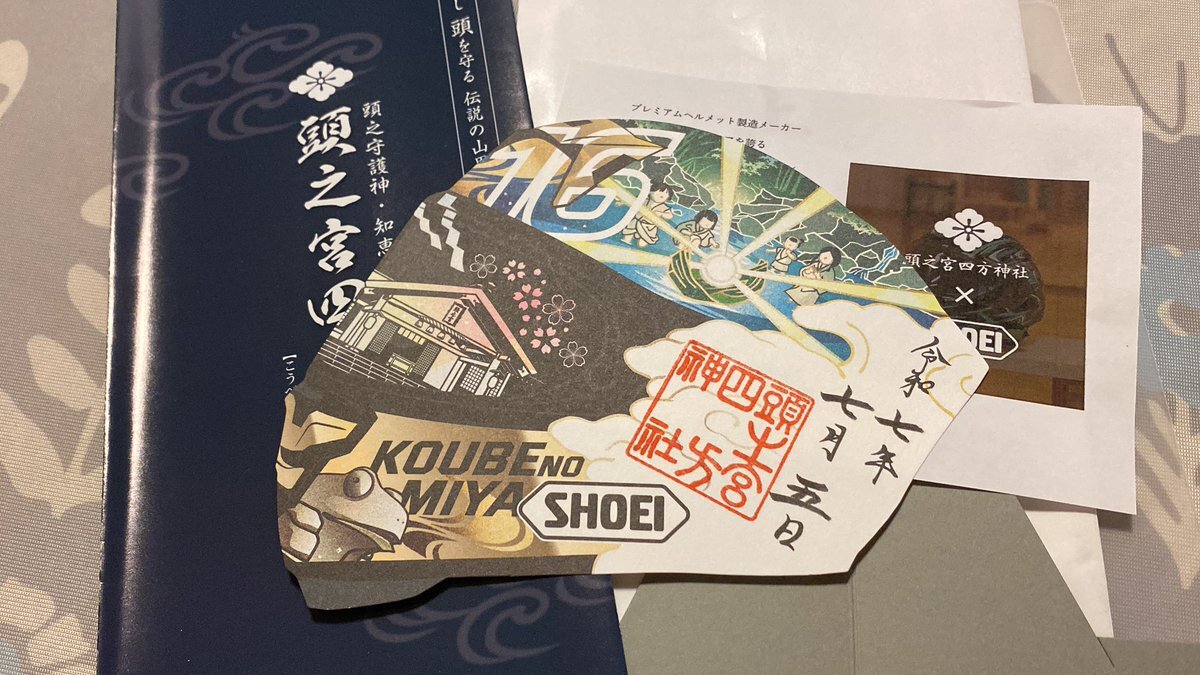 し 頭を守る 伝説の山
頭之守護神・知恵
頭之宮四
プレミアムヘルメット製造メーカー
を誇る
頭之宮四方神社
×
OEI
令和七年
七月五日
頭之宮
四方
神社
KOUBE NO
MIYA
SHOEI